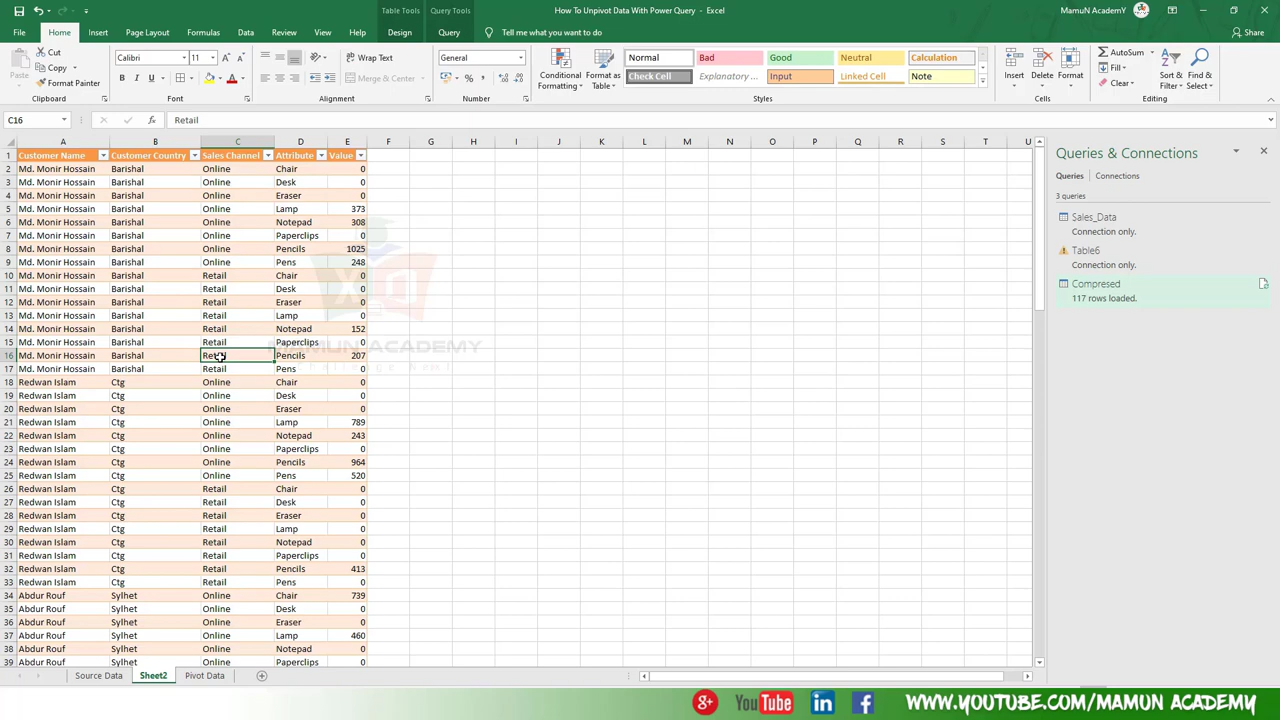 Table Tools Query Tools How To Unpivot Data With Power Query - Excel MamuN AcademY
File Home Insert Page Layout Formulas Data Review View Help Design Query Tell me what you want to do Share
Cut Calibri 11 Wrap Text General Normal Bad Good Neutral Calculation AutoSum
Paste Copy Conditional Formatting Format as Table Insert Delete Format Fill Sort & Filter Find & Select
Format Painter B I U Merge & Center Check Cell Explanatory ... Input Linked Cell Note Clear
Clipboard Font Alignment Number Styles Cells Editing
C16 fx Retail
A B C D E F G H I J K L M N O P Q R S T U
1 Customer Name Customer Country Sales Channel Attribute Value
2 Md. Monir Hossain Barishal Online Chair 0
3 Md. Monir Hossain Barishal Online Desk 0
4 Md. Monir Hossain Barishal Online Eraser 0
5 Md. Monir Hossain Barishal Online Lamp 373
6 Md. Monir Hossain Barishal Online Notepad 308
7 Md. Monir Hossain Barishal Online Paperclips 0
8 Md. Monir Hossain Barishal Online Pencils 1025
9 Md. Monir Hossain Barishal Online Pens 248
10 Md. Monir Hossain Barishal Retail Chair 0
11 Md. Monir Hossain Barishal Retail Desk 0
12 Md. Monir Hossain Barishal Retail Eraser 0
13 Md. Monir Hossain Barishal Retail Lamp 0
14 Md. Monir Hossain Barishal Retail Notepad 152
15 Md. Monir Hossain Barishal Retail Paperclips 0
16 Md. Monir Hossain Barishal Retail Pencils 207
17 Md. Monir Hossain Barishal Retail Pens 0
18 Redwan Islam Ctg Online Chair 0
19 Redwan Islam Ctg Online Desk 0
20 Redwan Islam Ctg Online Eraser 0
21 Redwan Islam Ctg Online Lamp 789
22 Redwan Islam Ctg Online Notepad 243
23 Redwan Islam Ctg Online Paperclips 0
24 Redwan Islam Ctg Online Pencils 964
25 Redwan Islam Ctg Online Pens 520
26 Redwan Islam Ctg Retail Chair 0
27 Redwan Islam Ctg Retail Desk 0
28 Redwan Islam Ctg Retail Eraser 0
29 Redwan Islam Ctg Retail Lamp 0
30 Redwan Islam Ctg Retail Notepad 0
31 Redwan Islam Ctg Retail Paperclips 0
32 Redwan Islam Ctg Retail Pencils 413
33 Redwan Islam Ctg Retail Pens 0
34 Abdur Rouf Sylhet Online Chair 739
35 Abdur Rouf Sylhet Online Desk 0
36 Abdur Rouf Sylhet Online Eraser 0
37 Abdur Rouf Sylhet Online Lamp 460
38 Abdur Rouf Sylhet Online Notepad 0
39 Abdur Rouf Sylhet Online Paperclips 0
MAMUN ACADEMY
Queries & Connections
Queries Connections
3 queries
Sales_Data
Connection only.
Table6
Connection only.
Compresed
117 rows loaded.
Source Data Sheet2 Pivot Data
YouTube in f WWW.YOUTUBE.COM/MAMUN ACADEMY